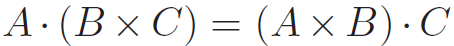 A · (B × C) = (A × B) · C